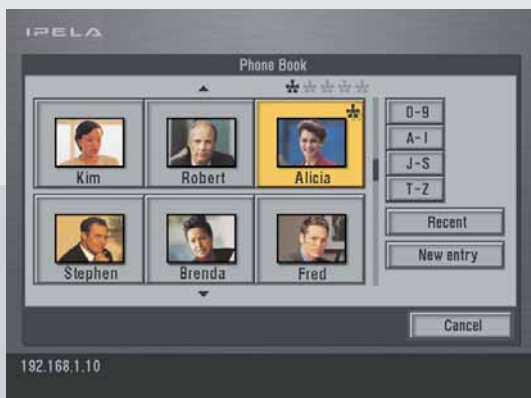 IPELA
Phone Book
Kim
Robert
Alicia
Stephen
Brenda
Fred
0-9
A-I
J-S
T-Z
Recent
New entry
Cancel
192.168.1.10